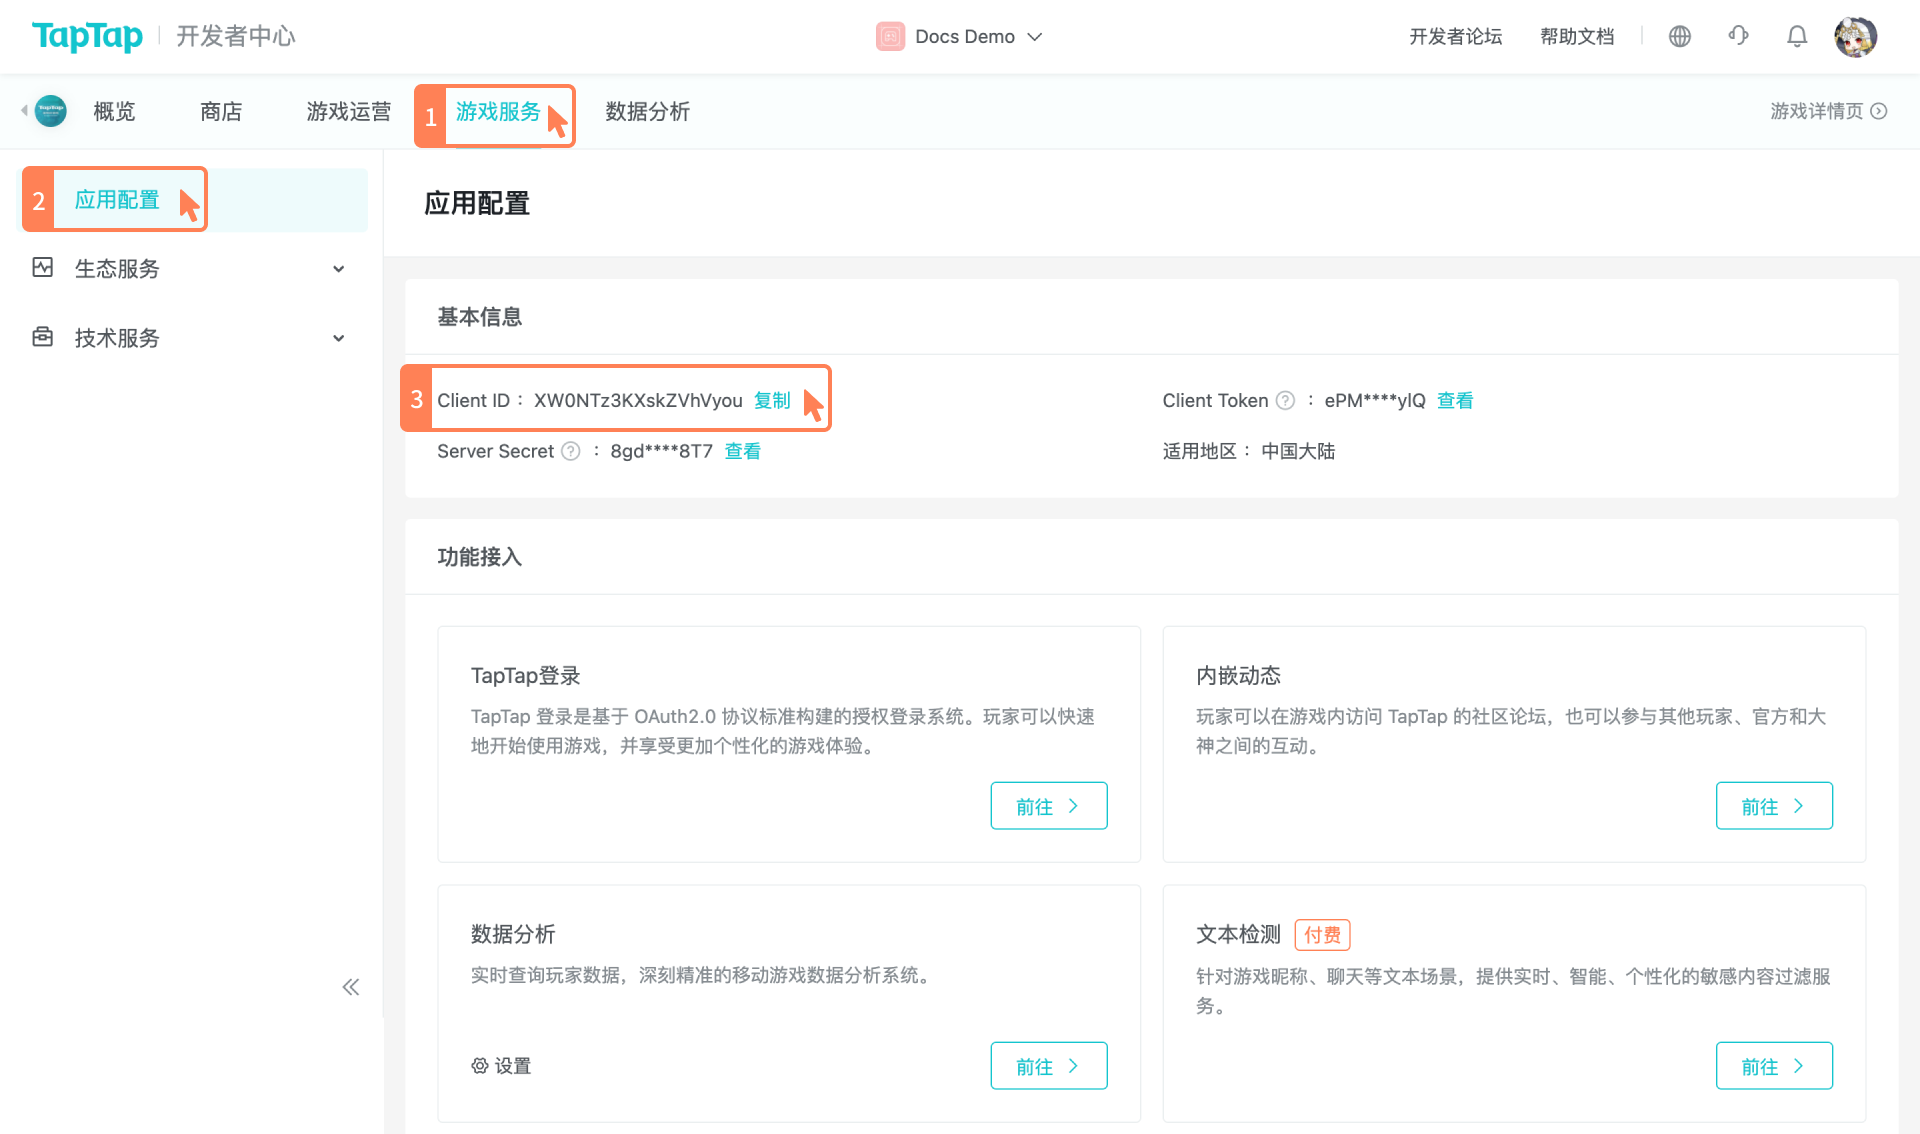 TapTap 开发者中心
Docs Demo
开发者论坛
帮助文档
概览
商店
游戏运营
1 游戏服务
数据分析
游戏详情页
2 应用配置
生态服务
技术服务
应用配置
基本信息
3 Client ID： XW0NTz3KXskZVhVyou 复制
Client Token ： ePM****ylQ 查看
Server Secret ： 8gd****8T7 查看
适用地区： 中国大陆
功能接入
TapTap登录
TapTap 登录是基于 OAuth2.0 协议标准构建的授权登录系统。玩家可以快速
地开始使用游戏，并享受更加个性化的游戏体验。
前往
内嵌动态
玩家可以在游戏内访问 TapTap 的社区论坛，也可以参与其他玩家、官方和大
神之间的互动。
前往
数据分析
实时查询玩家数据，深刻精准的移动游戏数据分析系统。
设置
前往
文本检测 付费
针对游戏昵称、聊天等文本场景，提供实时、智能、个性化的敏感内容过滤服
务。
前往